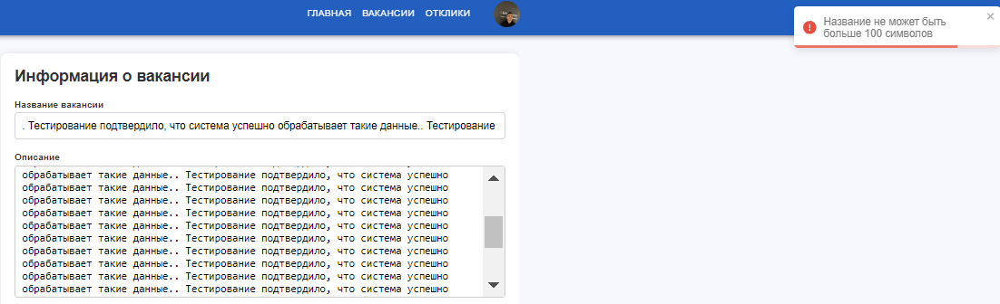 ГЛАВНАЯ ВАКАНСИИ ОТКЛИКИ
Название не может быть
больше 100 символов
Информация о вакансии
Название вакансии
. Тестирование подтвердило, что система успешно обрабатывает такие данные.. Тестирование
Описание
обрабатывает такие данные.. Тестирование подтвердило, что система успешно
обрабатывает такие данные.. Тестирование подтвердило, что система успешно
обрабатывает такие данные.. Тестирование подтвердило, что система успешно
обрабатывает такие данные.. Тестирование подтвердило, что система успешно
обрабатывает такие данные.. Тестирование подтвердило, что система успешно
обрабатывает такие данные.. Тестирование подтвердило, что система успешно
обрабатывает такие данные.. Тестирование подтвердило, что система успешно
обрабатывает такие данные.. Тестирование подтвердило, что система успешно
обрабатывает такие данные.. Тестирование подтвердило, что система успешно
обрабатывает такие данные.. Тестирование подтвердило, что система успешно